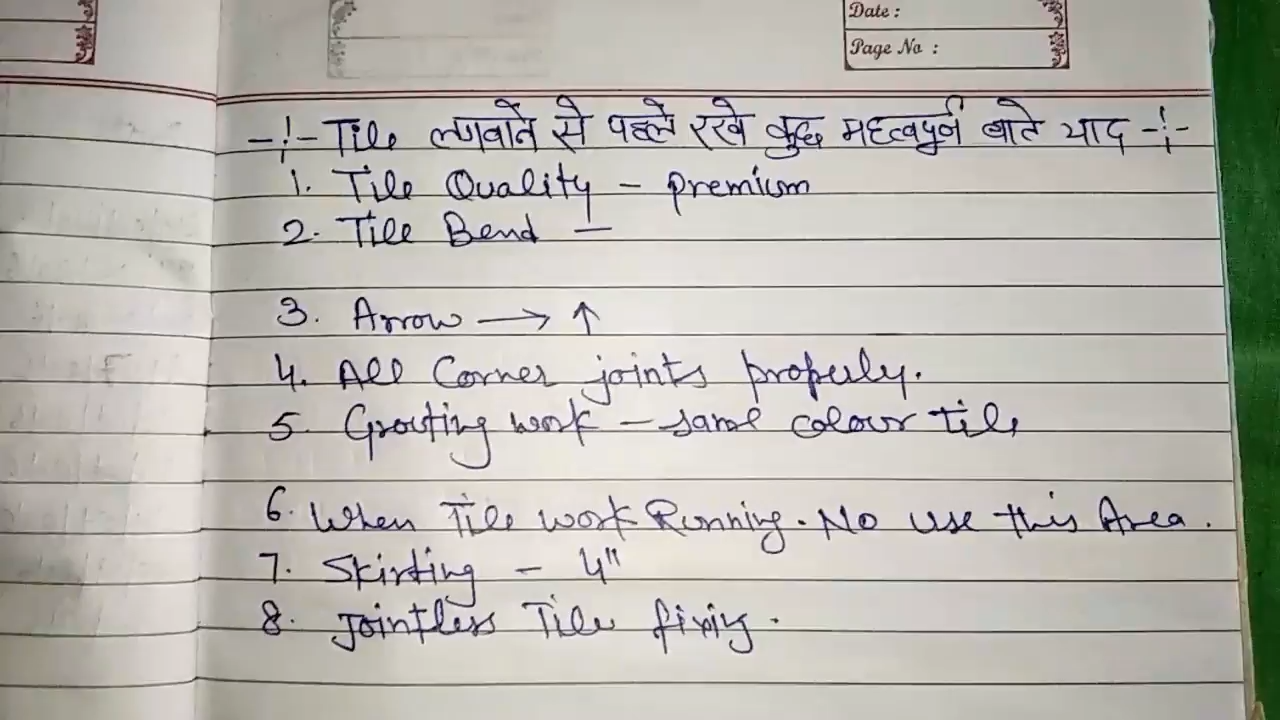 Date :
Page No :
-:- Tile लगवाने से पहले रखे कुछ महत्वपूर्ण बाते याद -:-
1. Tile Quality - premium
2. Tile Bend -
3. Arrow → ↑
4. All Corner joints properly.
5. Grouting work - same colour tile
6. When Tile work Running. No use this Area.
7. Skirting - 4"
8. Jointless Tile fixing.